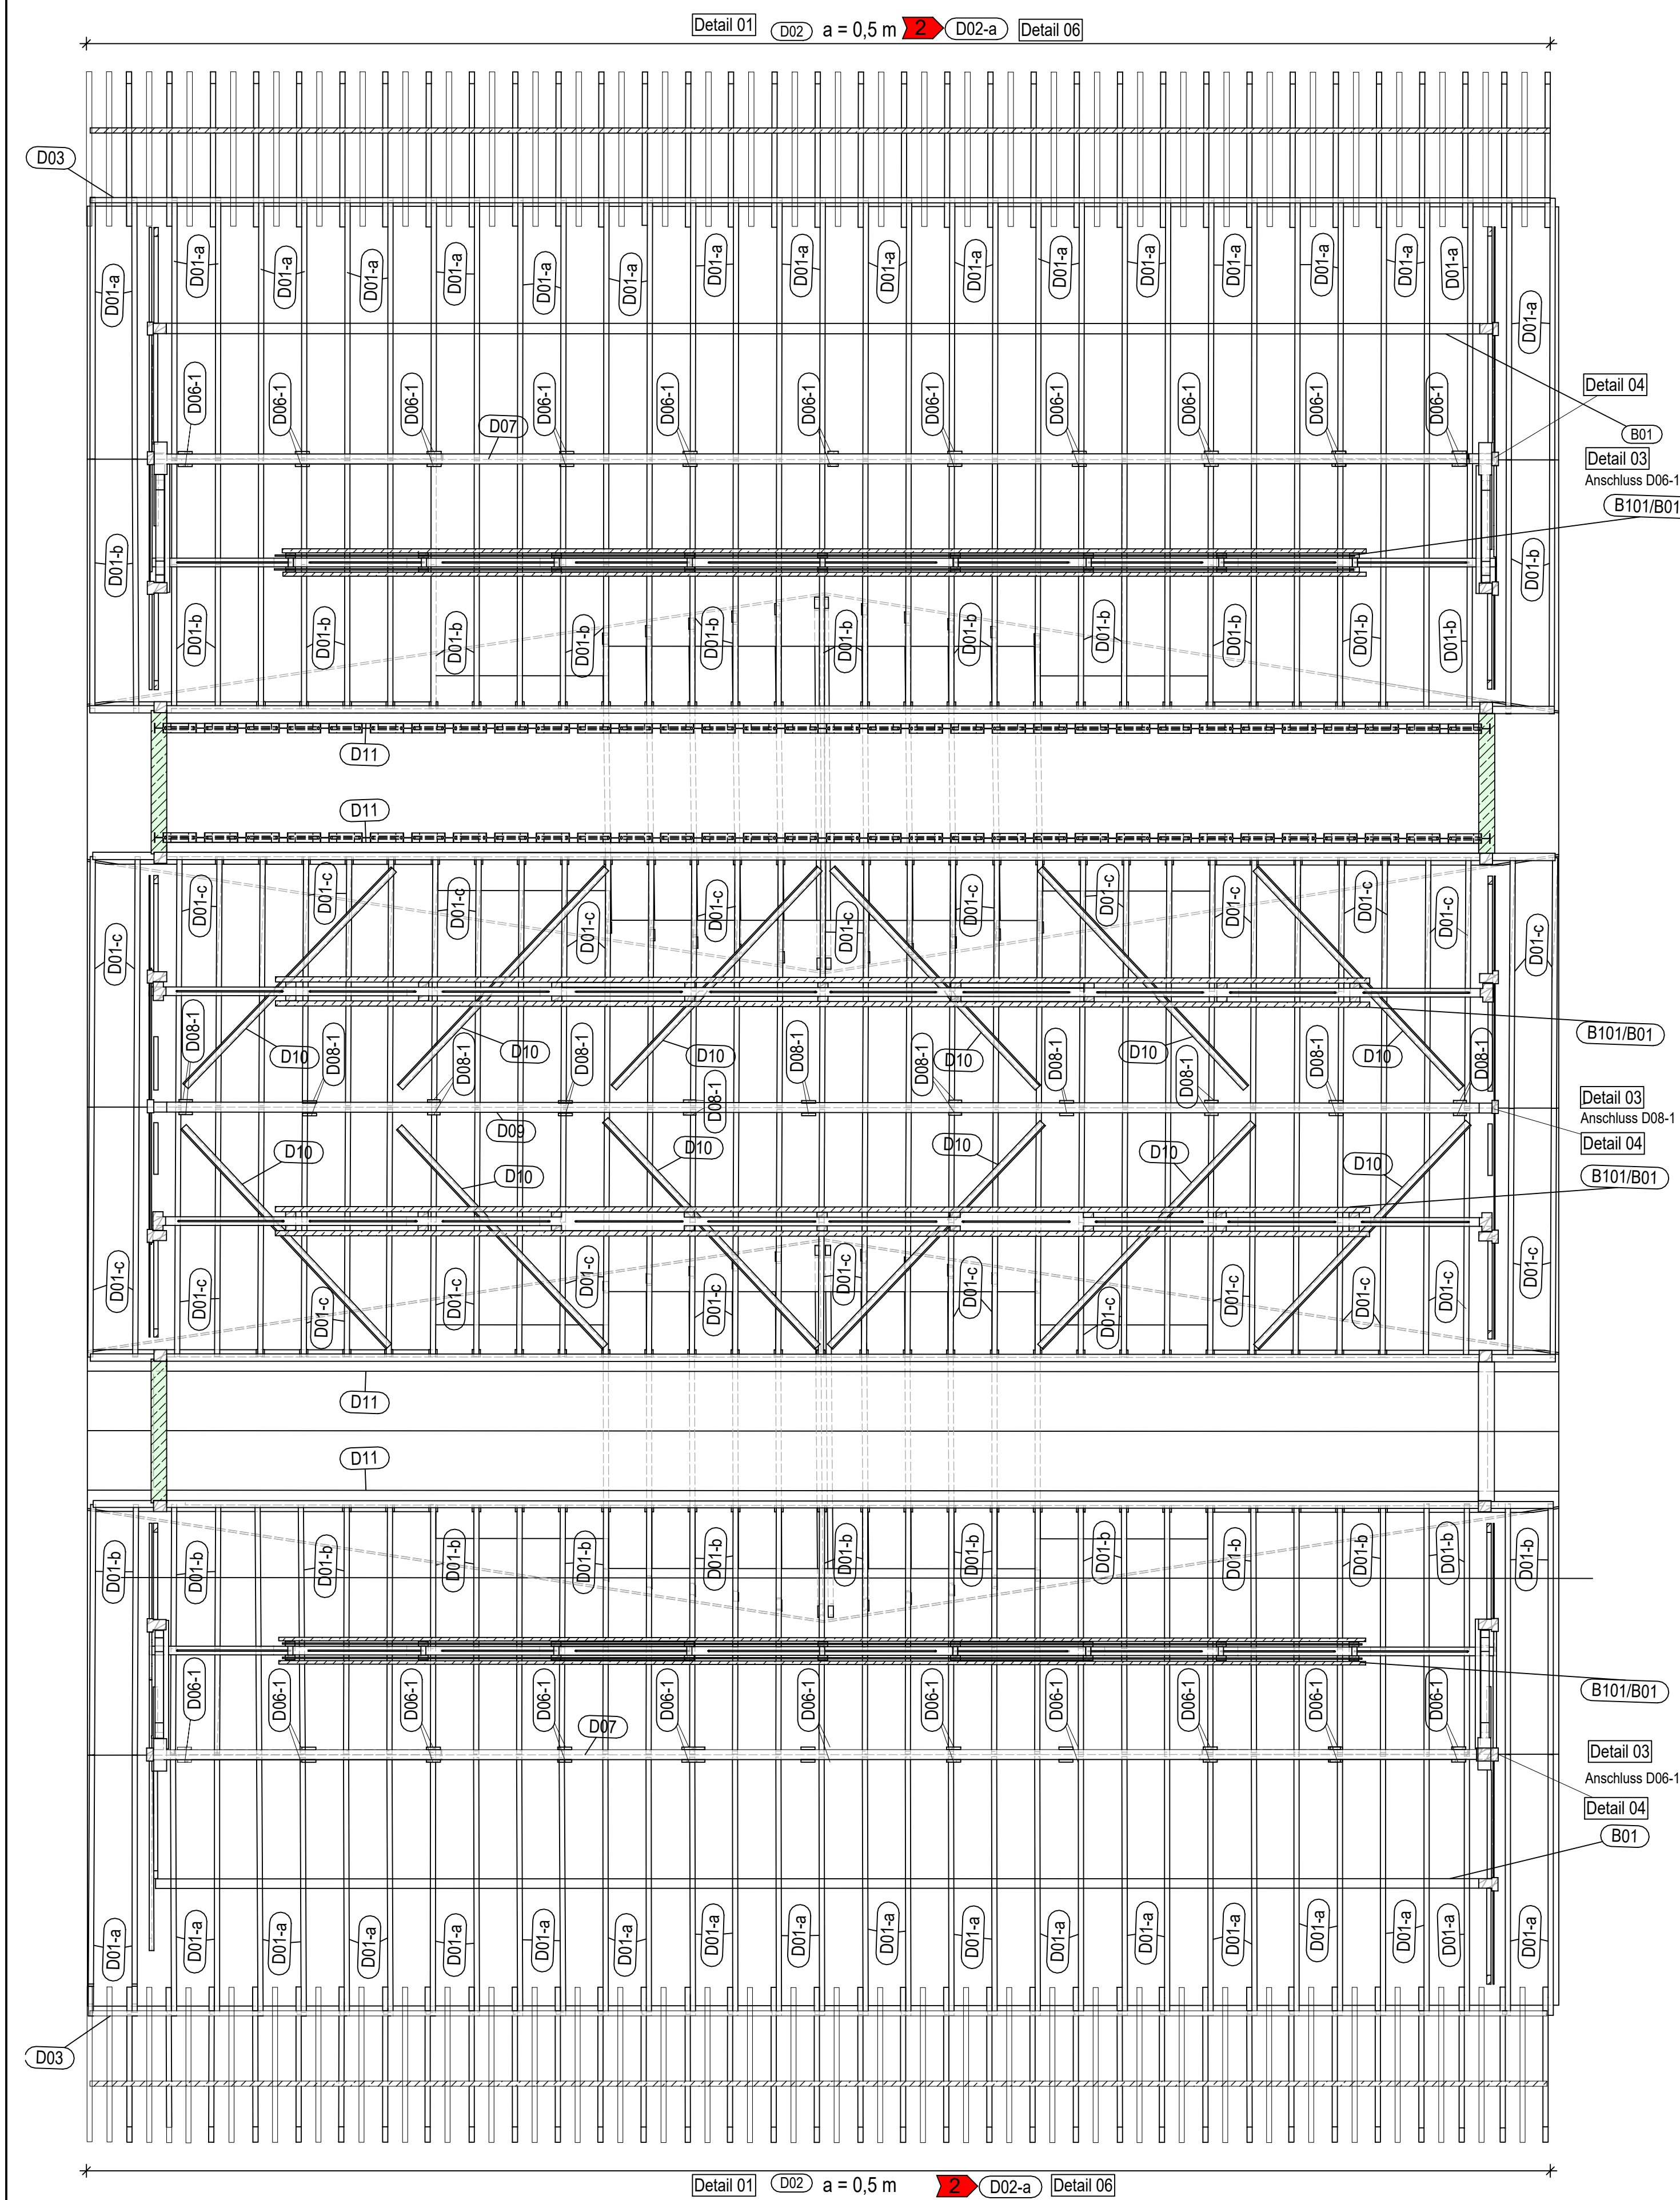 Detail 01 D02 a = 0,5 m 2 D02-a Detail 06
D03
D01-a D01-a D01-a D01-a D01-a D01-a D01-a D01-a D01-a D01-a D01-a D01-a D01-a D01-a D01-a D01-a D01-a D01-a
D06-1 D06-1 D06-1 D06-1 D06-1 D06-1 D06-1 D06-1 D06-1 D06-1 D06-1
D07
Detail 04
B01
Detail 03
Anschluss D06-1
B101/B01
D01-b D01-b
D01-b D01-b D01-b D01-b D01-b D01-b D01-b D01-b D01-b D01-b D01-b
D11
D11
D01-c D01-c D01-c D01-c D01-c D01-c D01-c D01-c D01-c D01-c D01-c D01-c D01-c
B101/B01
D10 D10 D10 D10 D10 D10
D08-1 D08-1 D08-1 D08-1 D08-1 D08-1 D08-1 D08-1 D08-1 D08-1 D08-1
D09
Detail 03
Anschluss D08-1
Detail 04
D10 D10 D10 D10 D10 D10
B101/B01
D01-c D01-c D01-c D01-c D01-c D01-c D01-c D01-c D01-c D01-c D01-c D01-c D01-c
D11
D11
D01-b D01-b D01-b D01-b D01-b D01-b D01-b D01-b D01-b D01-b D01-b D01-b D01-b
B101/B01
D06-1 D06-1 D06-1 D06-1 D06-1 D06-1 D06-1 D06-1 D06-1 D06-1 D06-1
D07
Detail 03
Anschluss D06-1
Detail 04
B01
D01-a D01-a D01-a D01-a D01-a D01-a D01-a D01-a D01-a D01-a D01-a D01-a D01-a D01-a D01-a D01-a D01-a D01-a
D03
Detail 01 D02 a = 0,5 m 2 D02-a Detail 06